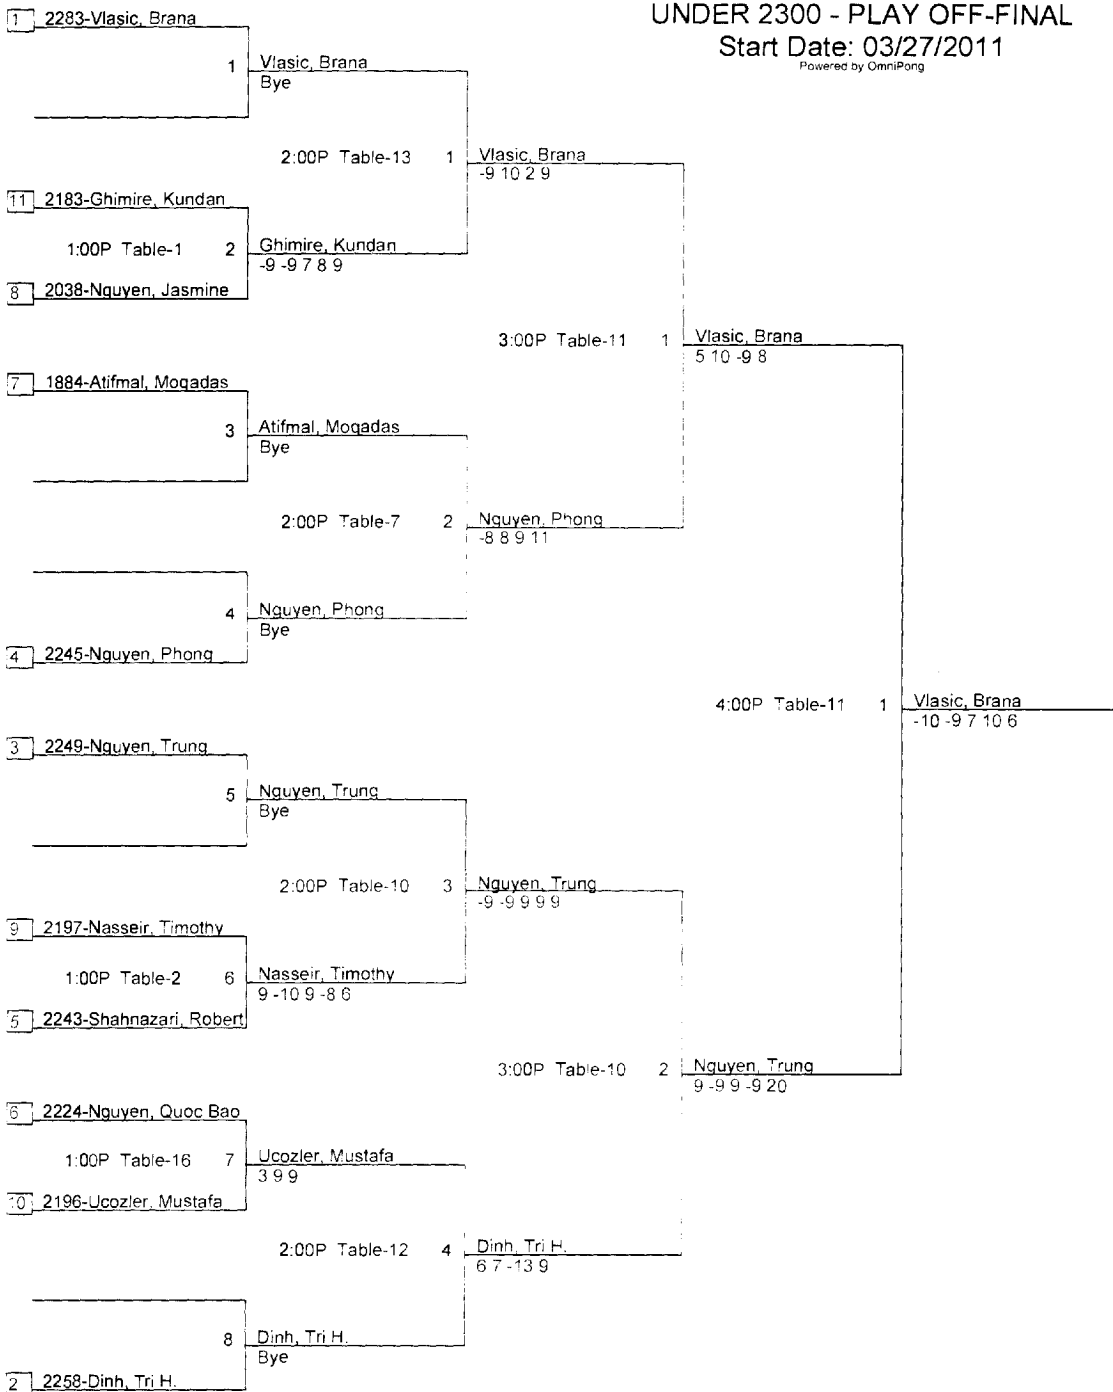 UNDER 2300 - PLAY OFF-FINAL
Start Date: 03/27/2011
Powered by OmniPong
1 2283-Vlasic, Brana
1 Vlasic, Brana
Bye
2:00P Table-13 1 Vlasic, Brana
-9 10 2 9
11 2183-Ghimire, Kundan
1:00P Table-1 2 Ghimire, Kundan
-9 -9 7 8 9
8 2038-Nguyen, Jasmine
3:00P Table-11 1 Vlasic, Brana
5 10 -9 8
7 1884-Atifmal, Moqadas
3 Atifmal, Moqadas
Bye
2:00P Table-7 2 Nguyen, Phong
-8 8 9 11
4 Nguyen, Phong
Bye
4 2245-Nguyen, Phong
4:00P Table-11 1 Vlasic, Brana
-10 -9 7 10 6
3 2249-Nguyen, Trung
5 Nguyen, Trung
Bye
2:00P Table-10 3 Nguyen, Trung
-9 -9 9 9 9
9 2197-Nasseir, Timothy
1:00P Table-2 6 Nasseir, Timothy
9 -10 9 -8 6
5 2243-Shahnazari, Robert
3:00P Table-10 2 Nguyen, Trung
9 -9 9 -9 20
6 2224-Nguyen, Quoc Bao
1:00P Table-16 7 Ucozler, Mustafa
3 9 9
10 2196-Ucozler, Mustafa
2:00P Table-12 4 Dinh, Tri H.
6 7 -13 9
8 Dinh, Tri H.
Bye
2 2258-Dinh, Tri H.